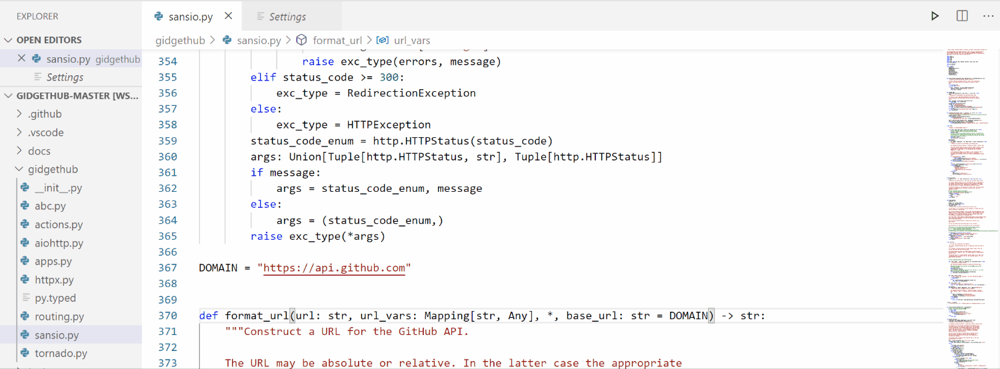 EXPLORER
OPEN EDITORS
sansio.py gidgethub
Settings
GIDGETHUB-MASTER [WS...
.github
.vscode
docs
gidgethub
__init__.py
abc.py
actions.py
aiohttp.py
apps.py
httpx.py
py.typed
routing.py
sansio.py
tornado.py
sansio.py
Settings
gidgethub > sansio.py > format_url > url_vars
354 raise exc_type(errors, message)
355 elif status_code >= 300:
356 exc_type = RedirectionException
357 else:
358 exc_type = HTTPException
359 status_code_enum = http.HTTPStatus(status_code)
360 args: Union[Tuple[http.HTTPStatus, str], Tuple[http.HTTPStatus]]
361 if message:
362 args = status_code_enum, message
363 else:
364 args = (status_code_enum,)
365 raise exc_type(*args)
366
367 DOMAIN = "https://api.github.com"
368
369
370 def format_url(url: str, url_vars: Mapping[str, Any], *, base_url: str = DOMAIN) -> str:
371 """Construct a URL for the GitHub API.
372
373 The URL may be absolute or relative. In the latter case the appropriate